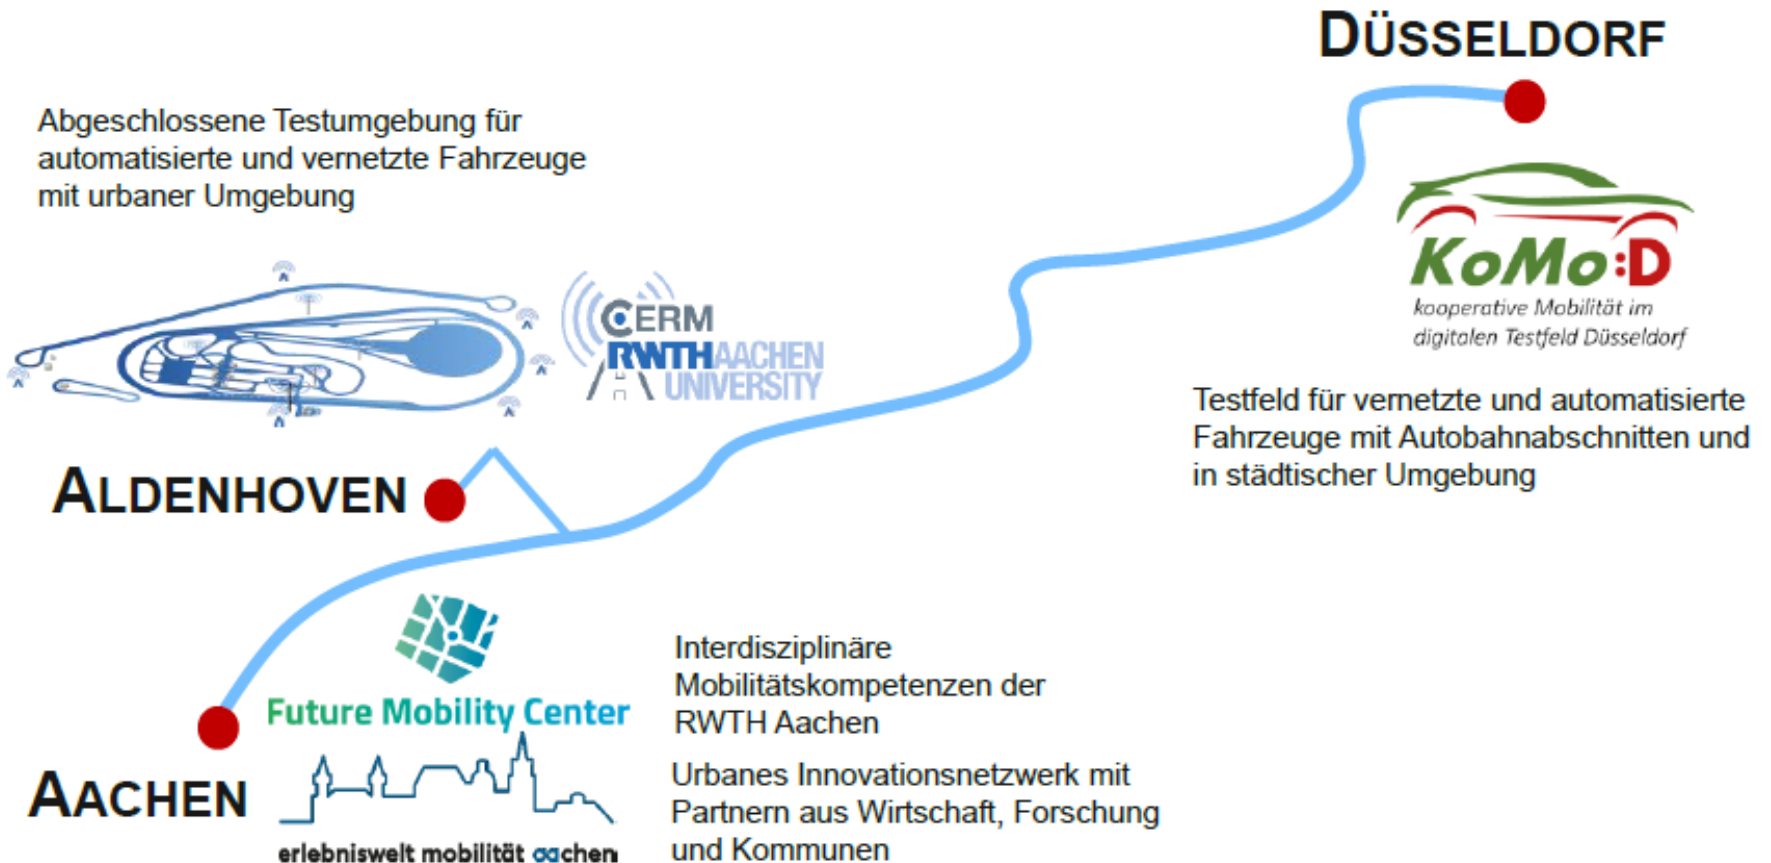 DÜSSELDORF
Abgeschlossene Testumgebung für
automatisierte und vernetzte Fahrzeuge
mit urbaner Umgebung
KoMo:D
kooperative Mobilität im
digitalen Testfeld Düsseldorf
CERM
RWTHAACHEN
UNIVERSITY
Testfeld für vernetzte und automatisierte
Fahrzeuge mit Autobahnabschnitten und
in städtischer Umgebung
ALDENHOVEN
Future Mobility Center
Interdisziplinäre
Mobilitätskompetenzen der
RWTH Aachen
AACHEN
erlebniswelt mobilität aachen
Urbanes Innovationsnetzwerk mit
Partnern aus Wirtschaft, Forschung
und Kommunen